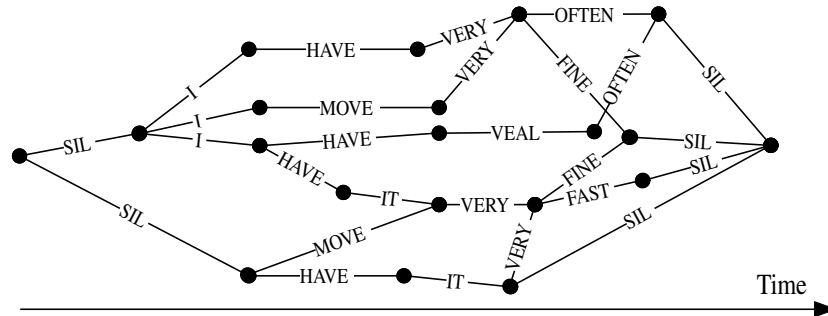 OFTEN
HAVE
VERY
VERY
FINE
OFTEN
SIL
I
I
MOVE
SIL
I
HAVE
VEAL
SIL
HAVE
FINE
SIL
IT
FAST
SIL
VERY
SIL
MOVE
VERY
HAVE
IT
Time